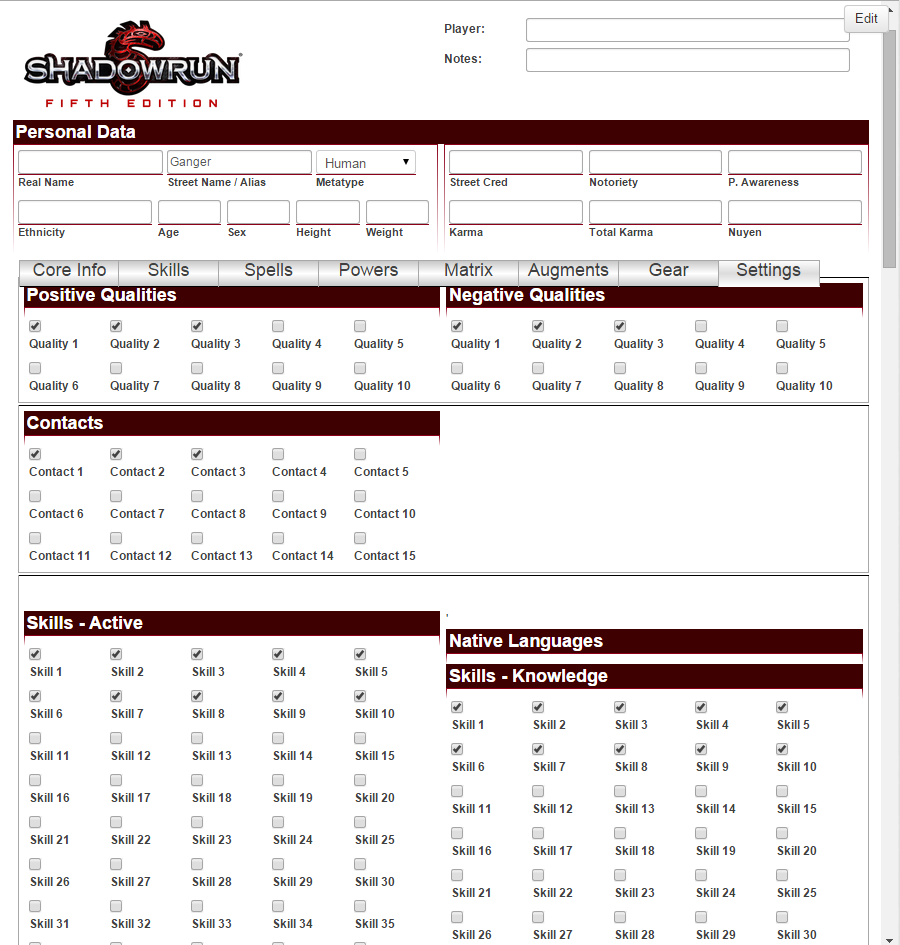 Player:
Edit
Notes:
SHADOWRUN
FIFTH EDITION
Personal Data
Ganger
Human
Real Name
Street Name / Alias
Metatype
Street Cred
Notoriety
P. Awareness
Ethnicity
Age
Sex
Height
Weight
Karma
Total Karma
Nuyen
Core Info
Skills
Spells
Powers
Matrix
Augments
Gear
Settings
Positive Qualities
Quality 1 Quality 2 Quality 3 Quality 4 Quality 5
Quality 6 Quality 7 Quality 8 Quality 9 Quality 10
Negative Qualities
Quality 1 Quality 2 Quality 3 Quality 4 Quality 5
Quality 6 Quality 7 Quality 8 Quality 9 Quality 10
Contacts
Contact 1 Contact 2 Contact 3 Contact 4 Contact 5
Contact 6 Contact 7 Contact 8 Contact 9 Contact 10
Contact 11 Contact 12 Contact 13 Contact 14 Contact 15
Skills - Active
Skill 1 Skill 2 Skill 3 Skill 4 Skill 5
Skill 6 Skill 7 Skill 8 Skill 9 Skill 10
Skill 11 Skill 12 Skill 13 Skill 14 Skill 15
Skill 16 Skill 17 Skill 18 Skill 19 Skill 20
Skill 21 Skill 22 Skill 23 Skill 24 Skill 25
Skill 26 Skill 27 Skill 28 Skill 29 Skill 30
Skill 31 Skill 32 Skill 33 Skill 34 Skill 35
Native Languages
Skills - Knowledge
Skill 1 Skill 2 Skill 3 Skill 4 Skill 5
Skill 6 Skill 7 Skill 8 Skill 9 Skill 10
Skill 11 Skill 12 Skill 13 Skill 14 Skill 15
Skill 16 Skill 17 Skill 18 Skill 19 Skill 20
Skill 21 Skill 22 Skill 23 Skill 24 Skill 25
Skill 26 Skill 27 Skill 28 Skill 29 Skill 30